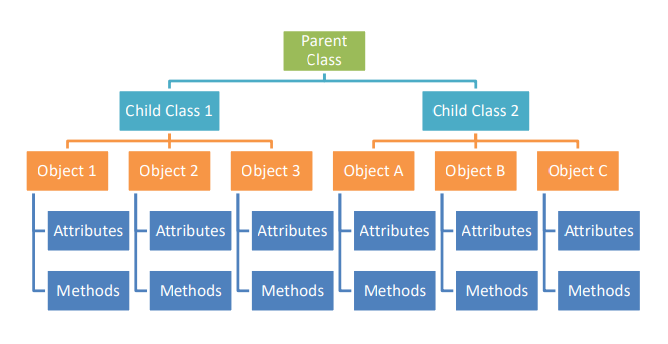 Parent
Class
Child Class 1
Child Class 2
Object 1
Object 2
Object 3
Object A
Object B
Object C
Attributes
Attributes
Attributes
Attributes
Attributes
Attributes
Methods
Methods
Methods
Methods
Methods
Methods